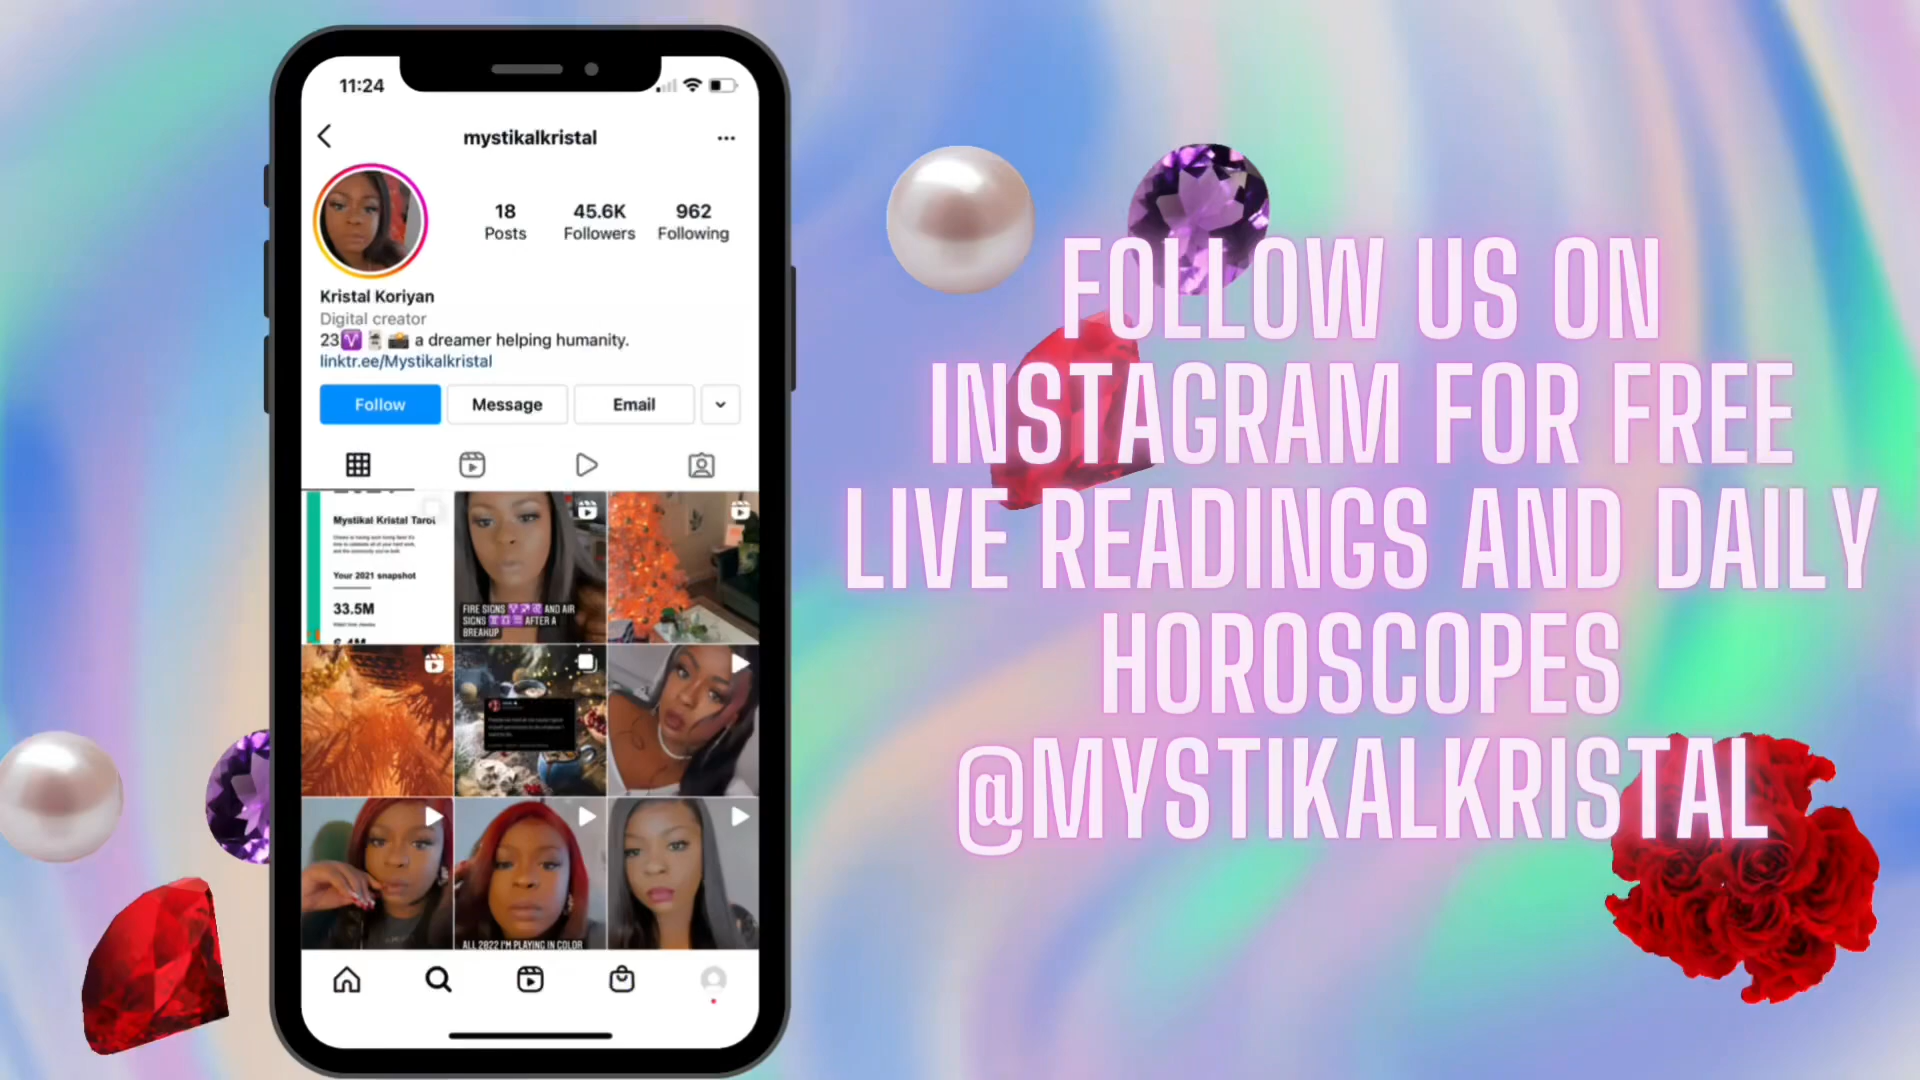 11:24
mystikalkristal
18
45.6K
962
Posts
Followers
Following
Kristal Koriyan
Digital creator
23 a dreamer helping humanity.
linktr.ee/Mystikalkristal
Follow
Message
Email
Mystikal Kristal Tarot
Your 2021 snapshot
33.5M
FIRE SIGNS AND AIR
SIGNS AFTER A
BREAKUP
ALL 2022 I'M PLAYING IN COLOR
FOLLOW US ON
INSTAGRAM FOR FREE
LIVE READINGS AND DAILY
HOROSCOPES
@MYSTIKALKRISTAL